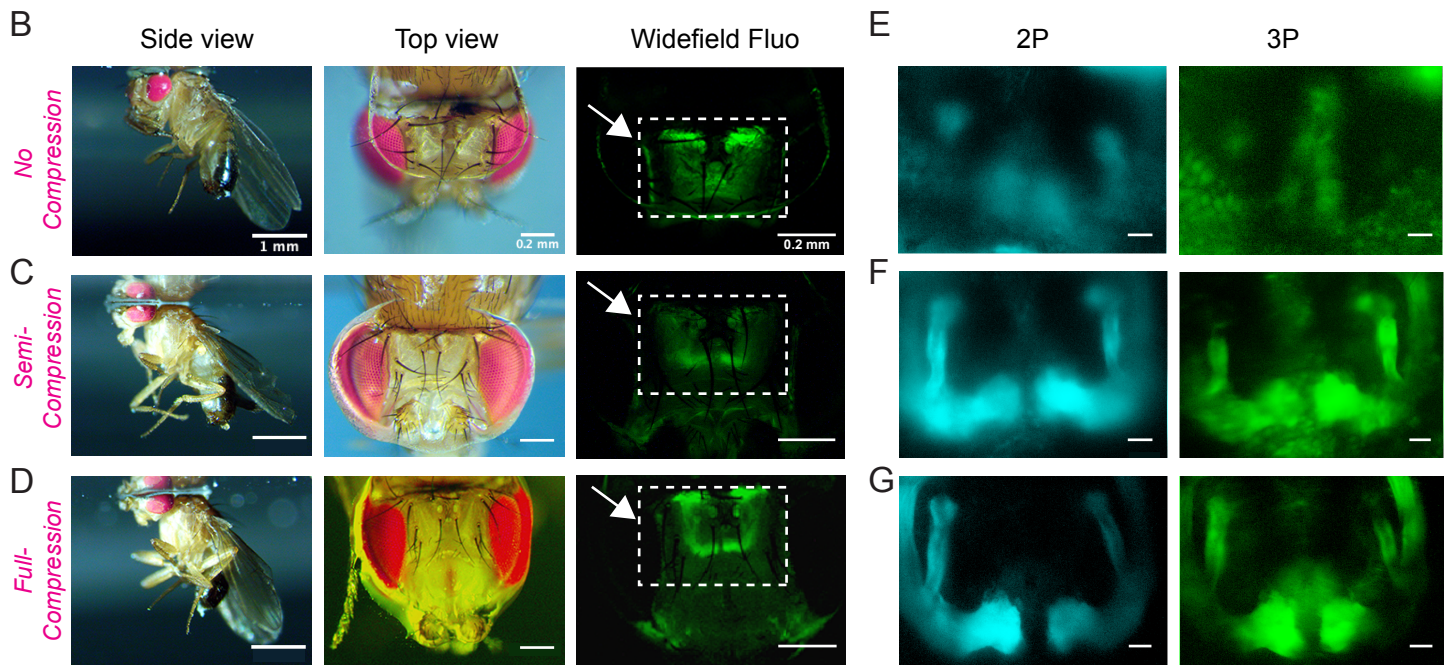 B
Side view
Top view
Widefield Fluo
E
2P
3P
No
Compression
1 mm
0.2 mm
0.2 mm
C
Semi-
Compression
F
D
Full-
Compression
G